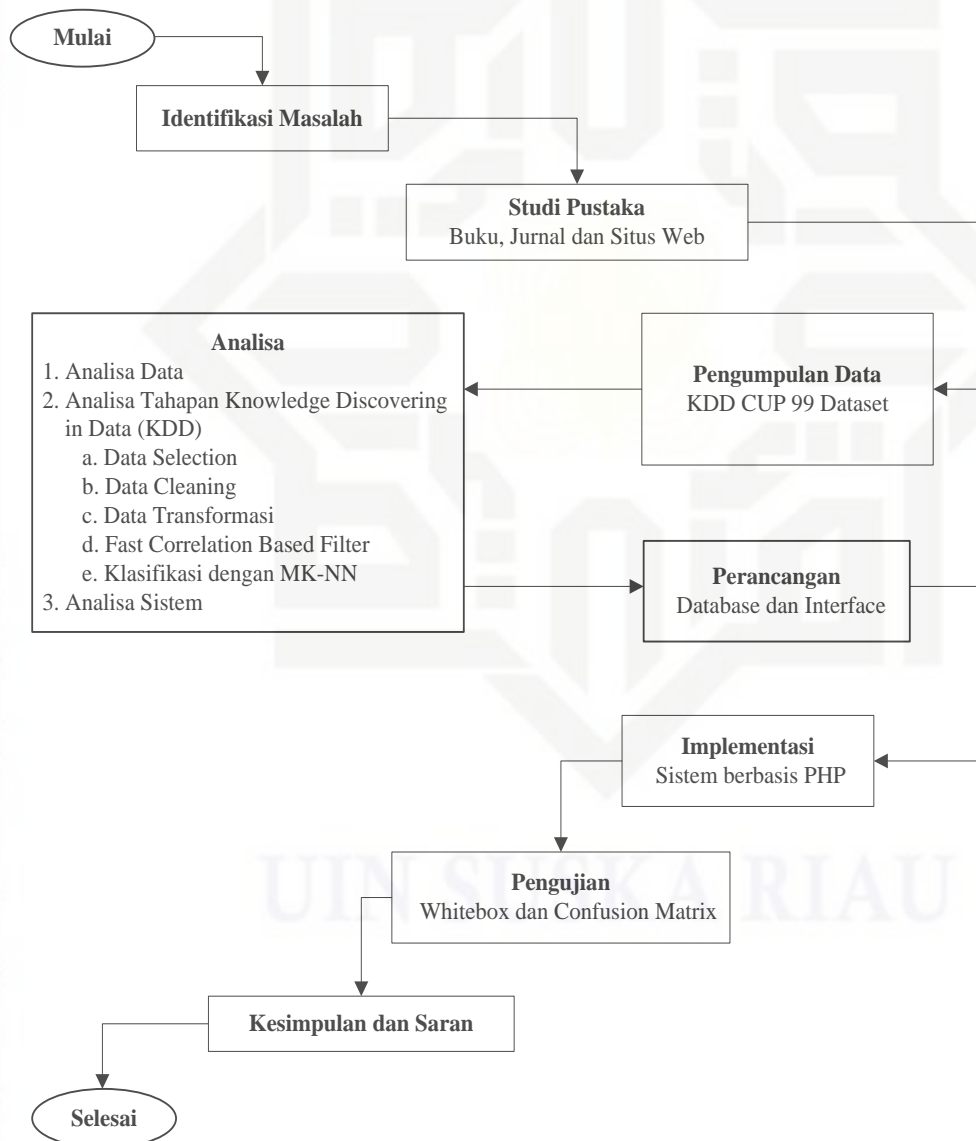 Mulai
Identifikasi Masalah
Studi Pustaka
Buku, Jurnal dan Situs Web
Pengumpulan Data
KDD CUP 99 Dataset
Analisa
1. Analisa Data
2. Analisa Tahapan Knowledge Discovering
in Data (KDD)
a. Data Selection
b. Data Cleaning
c. Data Transformasi
d. Fast Correlation Based Filter
e. Klasifikasi dengan MK-NN
3. Analisa Sistem
Perancangan
Database dan Interface
Implementasi
Sistem berbasis PHP
Pengujian
Whitebox dan Confusion Matrix
UIN SUSKA RIAU
Kesimpulan dan Saran
Selesai